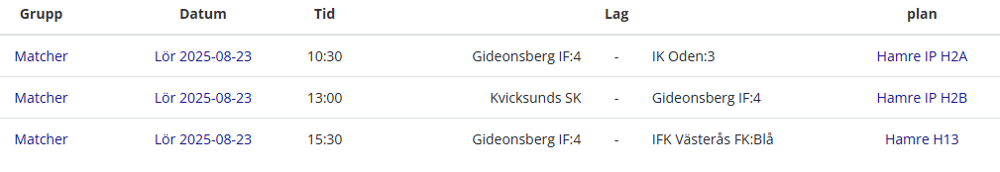 Grupp Datum Tid Lag plan
Matcher Lör 2025-08-23 10:30 Gideonsberg IF:4 - IK Oden:3 Hamre IP H2A
Matcher Lör 2025-08-23 13:00 Kvicksunds SK - Gideonsberg IF:4 Hamre IP H2B
Matcher Lör 2025-08-23 15:30 Gideonsberg IF:4 - IFK Västerås FK:Blå Hamre H13